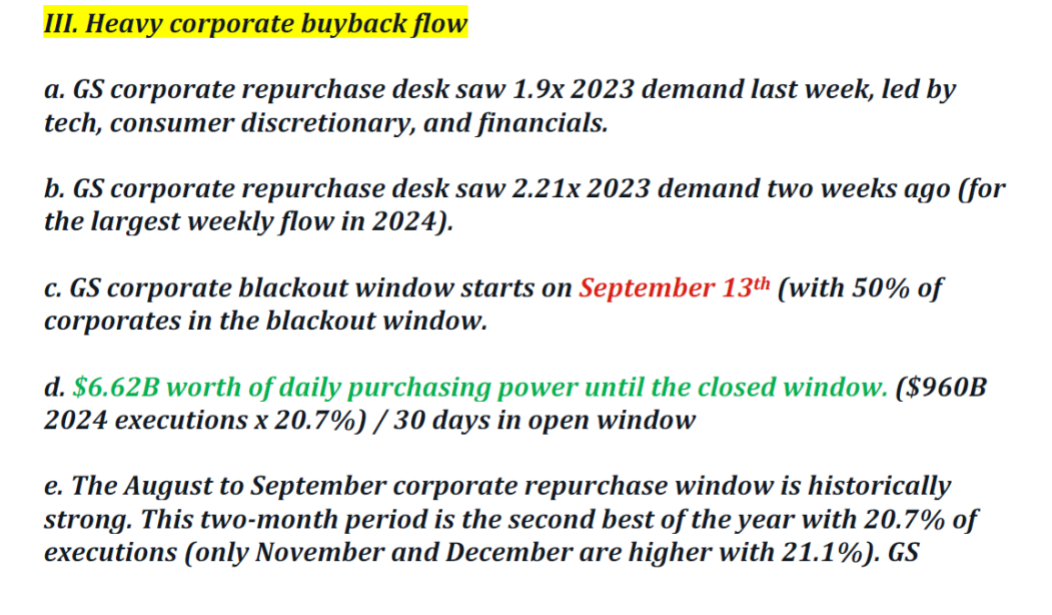 III. Heavy corporate buyback flow
a. GS corporate repurchase desk saw 1.9x 2023 demand last week, led by
tech, consumer discretionary, and financials.
b. GS corporate repurchase desk saw 2.21x 2023 demand two weeks ago (for
the largest weekly flow in 2024).
c. GS corporate blackout window starts on September 13th (with 50% of
corporates in the blackout window.
d. $6.62B worth of daily purchasing power until the closed window. ($960B
2024 executions x 20.7%) / 30 days in open window
e. The August to September corporate repurchase window is historically
strong. This two-month period is the second best of the year with 20.7% of
executions (only November and December are higher with 21.1%). GS